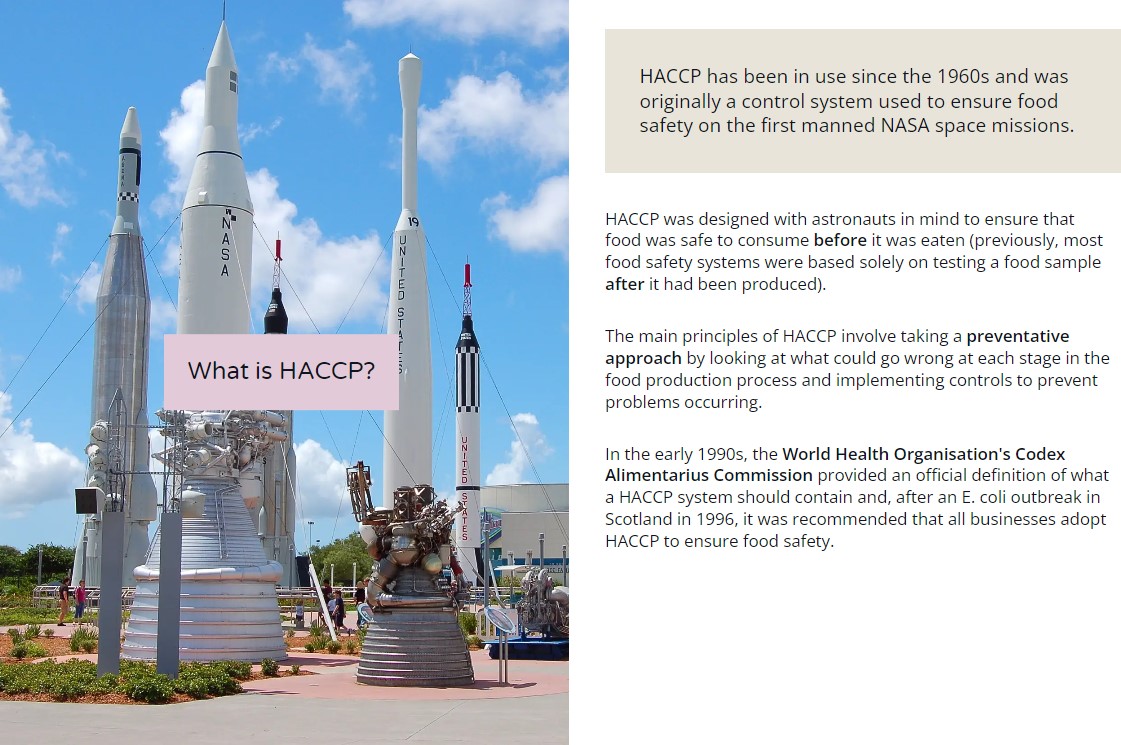 NASA
19
UNITED STATES
UNITED STATES
What is HACCP?
HACCP has been in use since the 1960s and was
originally a control system used to ensure food
safety on the first manned NASA space missions.
HACCP was designed with astronauts in mind to ensure that
food was safe to consume before it was eaten (previously, most
food safety systems were based solely on testing a food sample
after it had been produced).
The main principles of HACCP involve taking a preventative
approach by looking at what could go wrong at each stage in the
food production process and implementing controls to prevent
problems occurring.
In the early 1990s, the World Health Organisation's Codex
Alimentarius Commission provided an official definition of what
a HACCP system should contain and, after an E. coli outbreak in
Scotland in 1996, it was recommended that all businesses adopt
HACCP to ensure food safety.